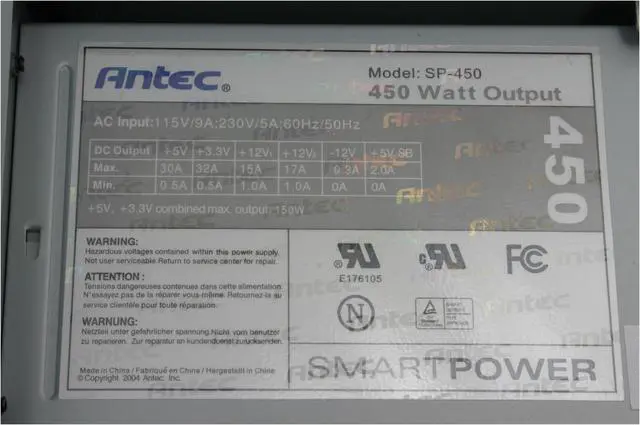 Antec®
Model: SP-450
450 Watt Output
AC Input:115V/9A:230V/5A:60Hz/50Hz
DC Output +5V +3.3V +12V1 +12V2 -12V +5V SB
Max. 30A 32A 15A 17A 0.3A 2.0A
Min. 0.5A 0.5A 1.0A 1.0A 0A 0A
+5V, +3.3V combined max. output:150W
450
WARNING:
Hazardous voltages contained within this power supply.
Not user serviceable Return to service center for repair.
ATTENTION :
Tensions dangereuses contenues dans cette alimentation.
N'essayez pas de la réparer vous-même. Retournez-la au
service clientèle pour toute réparation.
WARNUNG:
Netzteil unter gefährlicher spannung.Nicht vom benutzer
zu reparieren. Zur reparatur an kundendienst zurücksenden.
Made in China / Fabriqué en China / Hergestellt in China
© Copyright 2004 Antec, Inc.
E176105
FC
N
SMARTPOWER